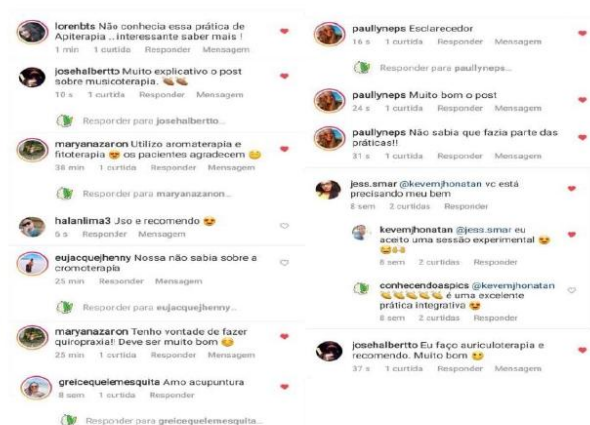 lorenbts Não conhecia essa prática de
Apiterapia .. interessante saber mais !
1 min 1 curtida Responder Mensagem
josehalbertto Muito explicativo o post
sobre musicoterapia. 👏👏
10 s 1 curtida Responder Mensagem
Responder para josehalbertto...
maryanazaron Utilizo aromaterapia e
fitoterapia 😍 os pacientes agradecem 😊
38 min 1 curtida Responder Mensagem
Responder para maryanazaron...
halanlima3 Uso e recomendo 😍
6 s Responder Mensagem
eujacquejhenny Nossa não sabia sobre a
cromoterapia
25 min Responder Mensagem
Responder para eujacquejhenny...
maryanazaron Tenho vontade de fazer
quiropraxia!! Deve ser muito bom 😊
25 min 1 curtida Responder Mensagem
greicequelemesquita Amo acupuntura
8 sem 1 curtida Responder
Responder para greicequelemesquita...
paullyneps Esclarecedor
16 s 1 curtida Responder Mensagem
Responder para paullyneps...
paullyneps Muito bom o post
24 s 1 curtida Responder Mensagem
paullyneps Não sabia que fazia parte das
práticas!!
31 s 1 curtida Responder Mensagem
jess.smar @kevemjhonatan vc está
precisando meu bem
8 sem 2 curtidas Responder
kevemjhonatan @jess.smar eu
aceito uma sessão experimental 😍
😂🙌
8 sem 2 curtidas Responder
conhecendoaspics @kevemjhonatan
👏👏👏👏👏 é uma excelente
prática integrativa 😍
8 sem 2 curtidas Responder
josehalbertto Eu faço auriculoterapia e
recomendo. Muito bom 😊
37 s 1 curtida Responder Mensagem